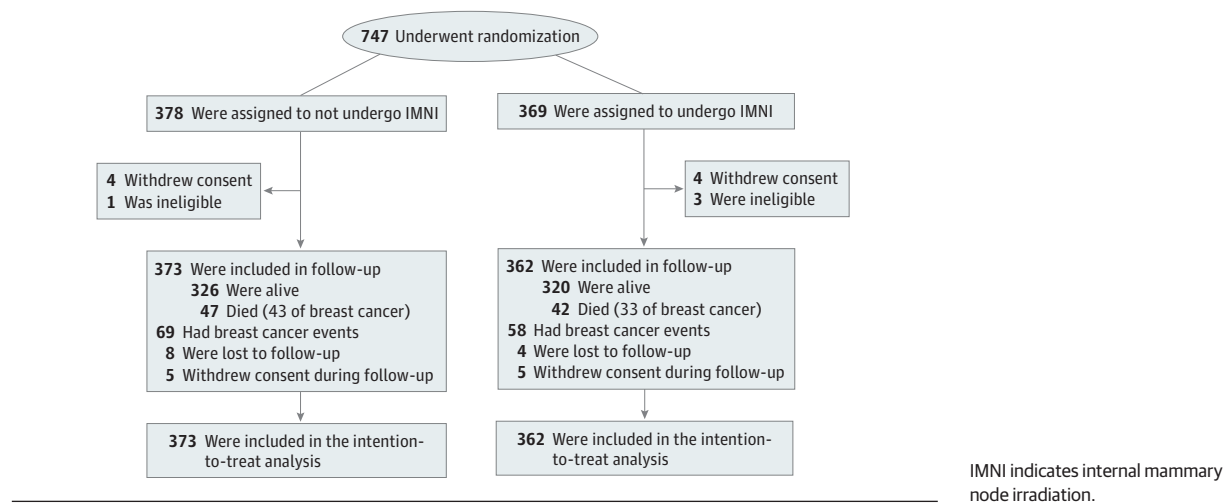 747 Underwent randomization
378 Were assigned to not undergo IMNI
369 Were assigned to undergo IMNI
4 Withdrew consent
1 Was ineligible
4 Withdrew consent
3 Were ineligible
373 Were included in follow-up
326 Were alive
47 Died (43 of breast cancer)
69 Had breast cancer events
8 Were lost to follow-up
5 Withdrew consent during follow-up
362 Were included in follow-up
320 Were alive
42 Died (33 of breast cancer)
58 Had breast cancer events
4 Were lost to follow-up
5 Withdrew consent during follow-up
373 Were included in the intention-
to-treat analysis
362 Were included in the intention-
to-treat analysis
IMNI indicates internal mammary
node irradiation.